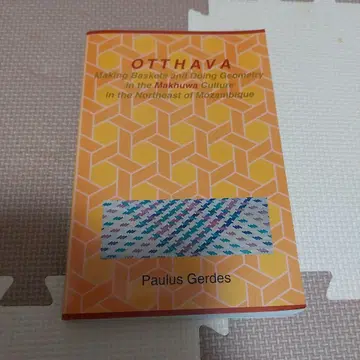 OTTHAVA
Making Baskets and Doing Geometry
in the Makhuwa Culture
in the Northeast of Mozambique
Paulus Gerdes